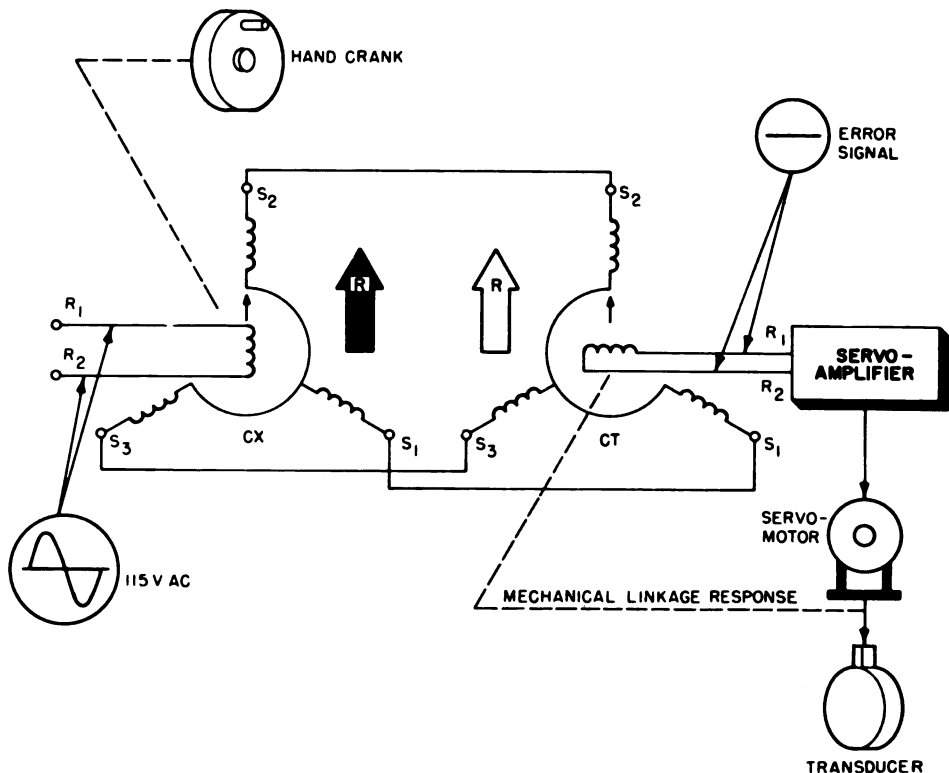 HAND CRANK
ERROR
SIGNAL
S2
S2
R
R
R1
R2
R1
R2
SERVO-
AMPLIFIER
S3
CX
S1
S3
CT
S1
SERVO-
MOTOR
115 V AC
MECHANICAL LINKAGE RESPONSE
TRANSDUCER